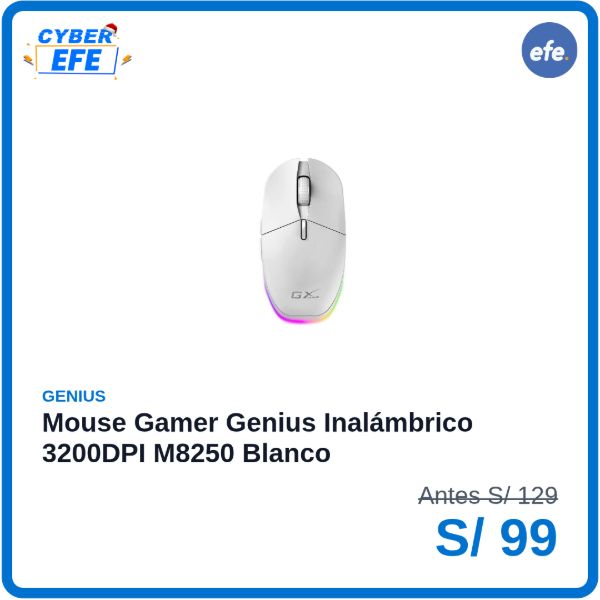 CYBER
EFE
efe.
GX
GENIUS
Mouse Gamer Genius Inalámbrico
3200DPI M8250 Blanco
Antes S/ 129
S/ 99